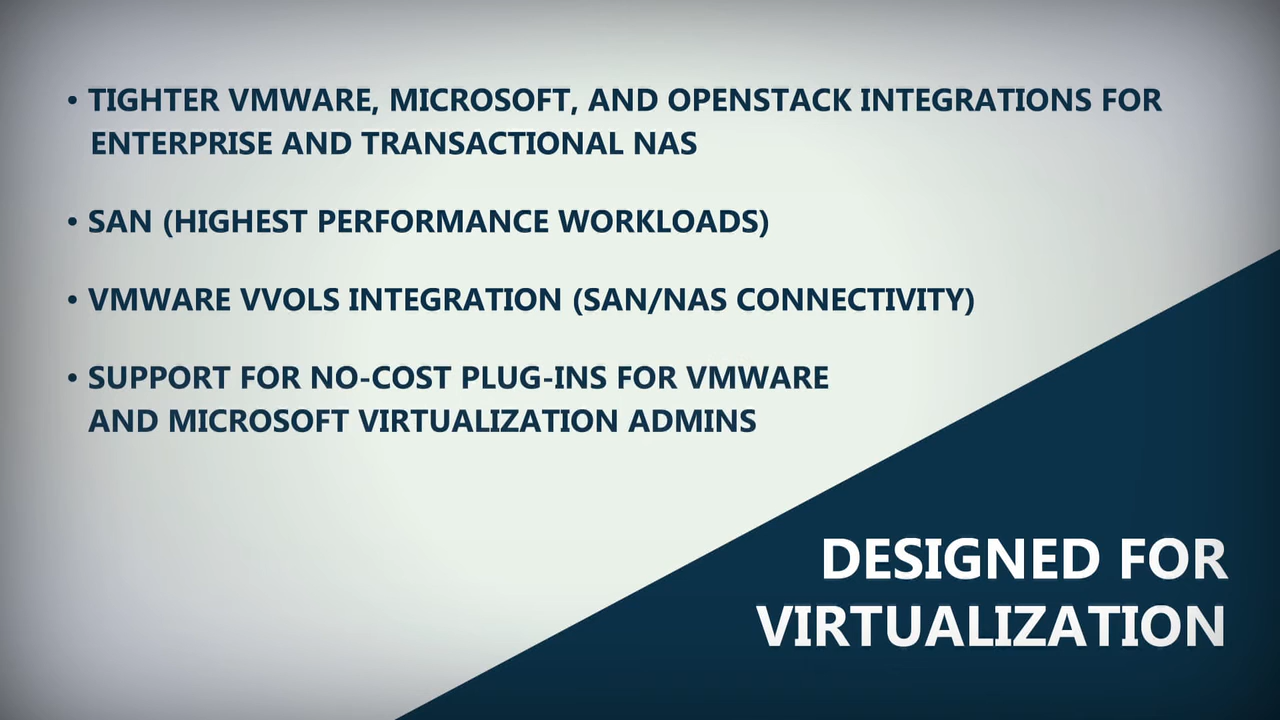 • TIGHTER VMWARE, MICROSOFT, AND OPENSTACK INTEGRATIONS FOR
ENTERPRISE AND TRANSACTIONAL NAS
• SAN (HIGHEST PERFORMANCE WORKLOADS)
• VMWARE VVOLS INTEGRATION (SAN/NAS CONNECTIVITY)
• SUPPORT FOR NO-COST PLUG-INS FOR VMWARE
AND MICROSOFT VIRTUALIZATION ADMINS
DESIGNED FOR
VIRTUALIZATION